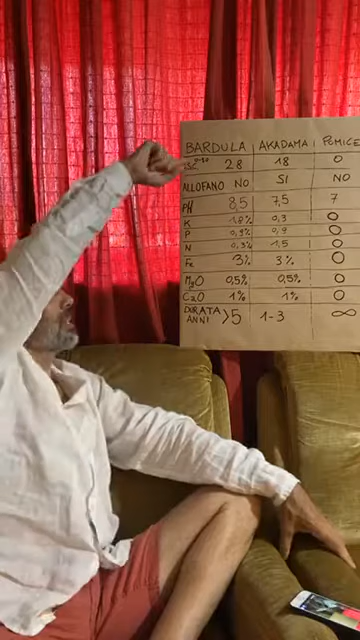 BARDULA AKADAMA POMICE
28 18 0
ALLOFANO NO SI NO
PH 8,5 7,5 7
K 1,8% 0,3 0
P 0,8 0,9 0
N 0,3% 1,5 0
Fe 3% 3% 0
MgO 0,5% 0,5% 0
CaO 1% 1% 0
DURATA
ANNI >5 1-3 ∞